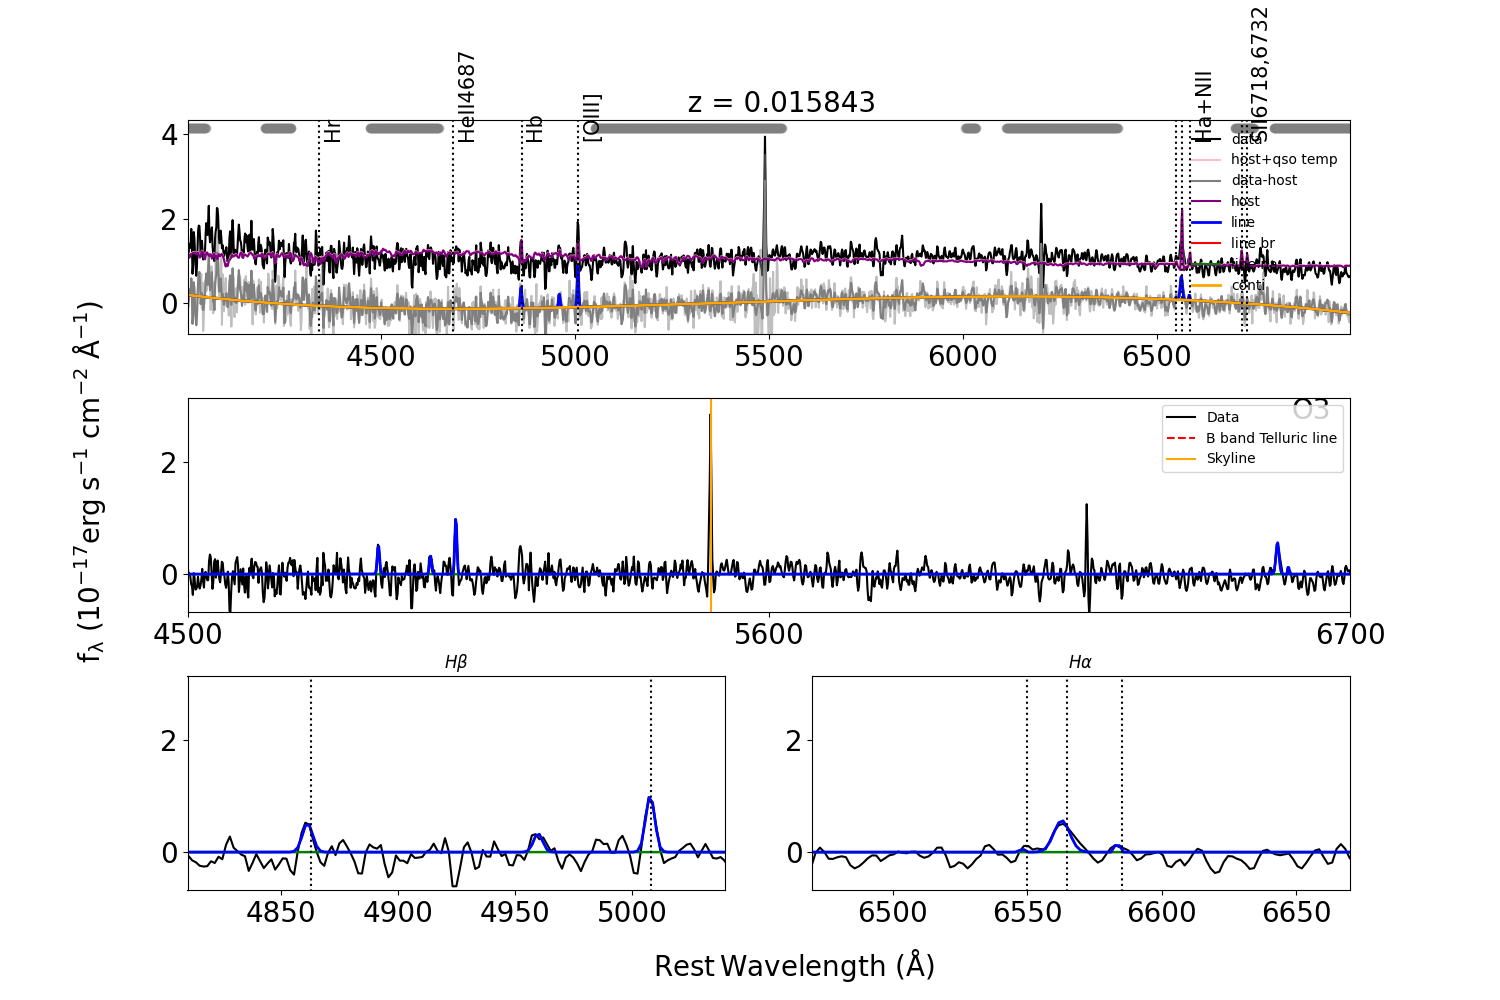 z = 0.015843
Hr
HeII4687
Hb
[OIII]
Ha+NII
SII6718,6732
4
2
0
data
host+qso temp
data-host
host
line
line br
conti
4500 5000 5500 6000 6500
fλ (10⁻¹⁷erg s⁻¹ cm⁻² Å⁻¹)
O3
2
0
Data
B band Telluric line
Skyline
4500 5600 6700
Hβ
2
0
4850 4900 4950 5000
Hα
2
0
6500 6550 6600 6650
Rest Wavelength (Å)